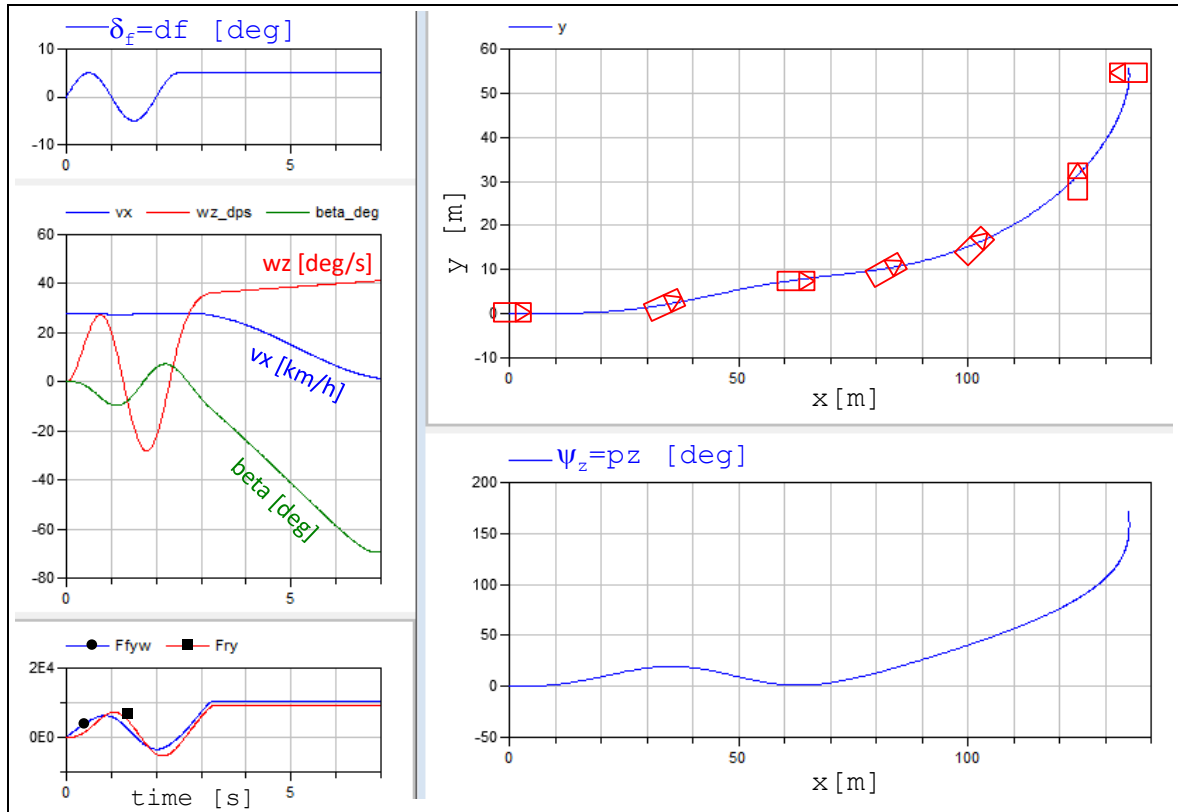 δf=df [deg]
10
0
-10
0
5
vx
wz_dps
beta_deg
60
40
20
0
-20
-40
-60
-80
wz [deg/s]
vx [km/h]
beta [deg]
0
5
Ffyw
Fry
2E4
0E0
0
5
time [s]
y
60
50
40
30
20
10
0
-10
y [m]
0
50
100
x[m]
ψz=pz [deg]
200
150
100
50
0
-50
0
50
100
x[m]